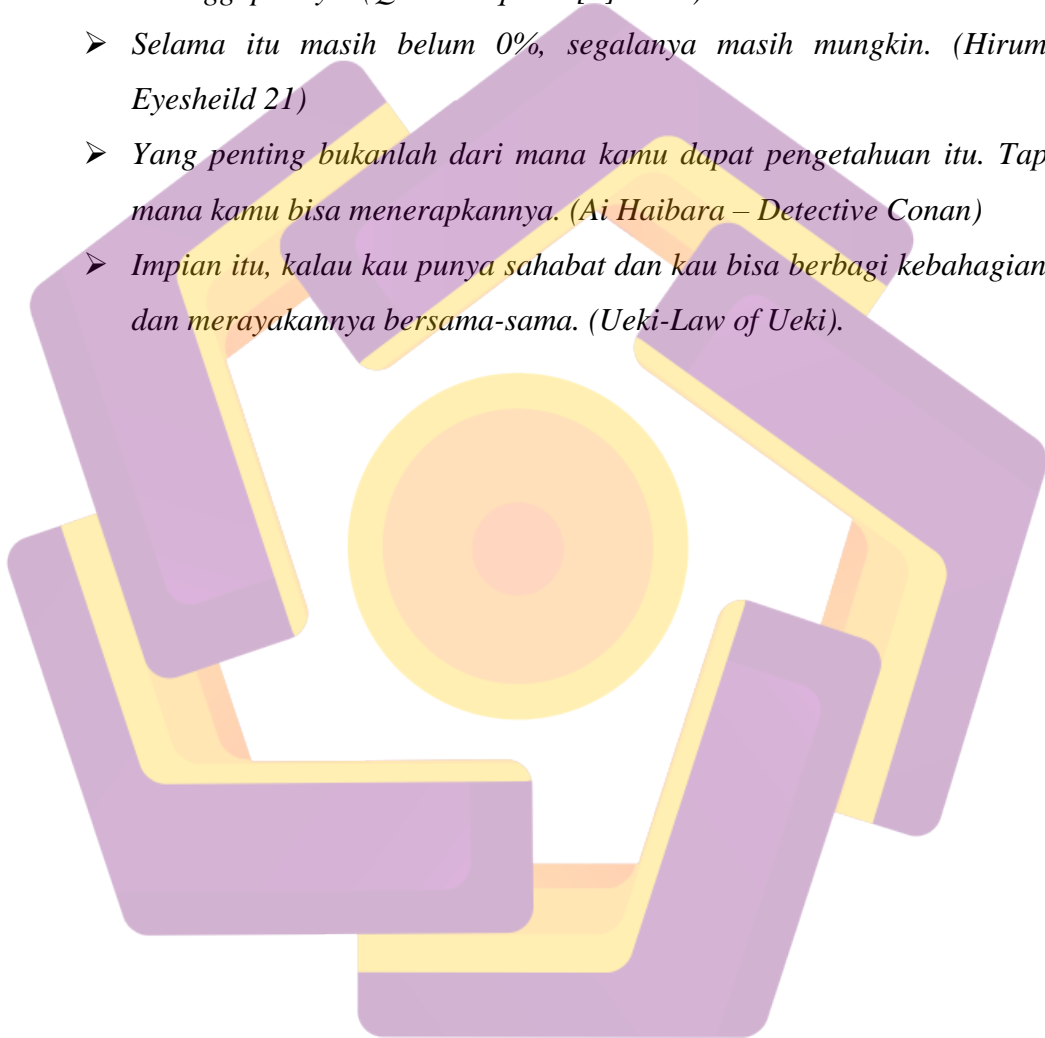 ➢ Selama itu masih belum 0%, segalanya masih mungkin. (Hirum
Eyesheild 21)
➢ Yang penting bukanlah dari mana kamu dapat pengetahuan itu. Tap
mana kamu bisa menerapkannya. (Ai Haibara – Detective Conan)
➢ Impian itu, kalau kau punya sahabat dan kau bisa berbagi kebahagian
dan merayakannya bersama-sama. (Ueki-Law of Ueki).